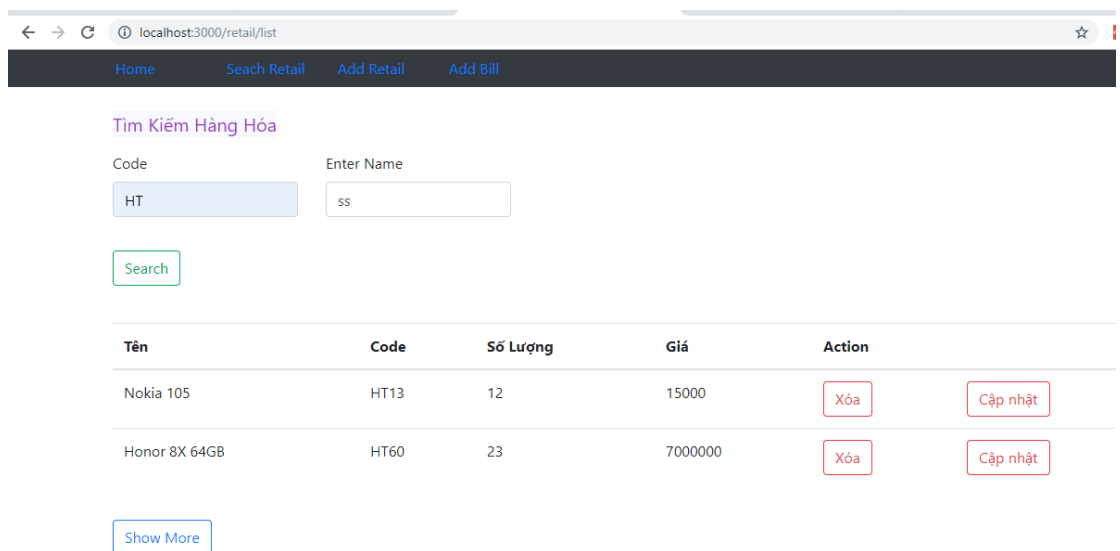 localhost:3000/retail/list
Home Seach Retail Add Retail Add Bill
Tìm Kiếm Hàng Hóa
Code Enter Name
HT ss
Search
Tên Code Số Lượng Giá Action
Nokia 105 HT13 12 15000 Xóa Cập nhật
Honor 8X 64GB HT60 23 7000000 Xóa Cập nhật
Show More